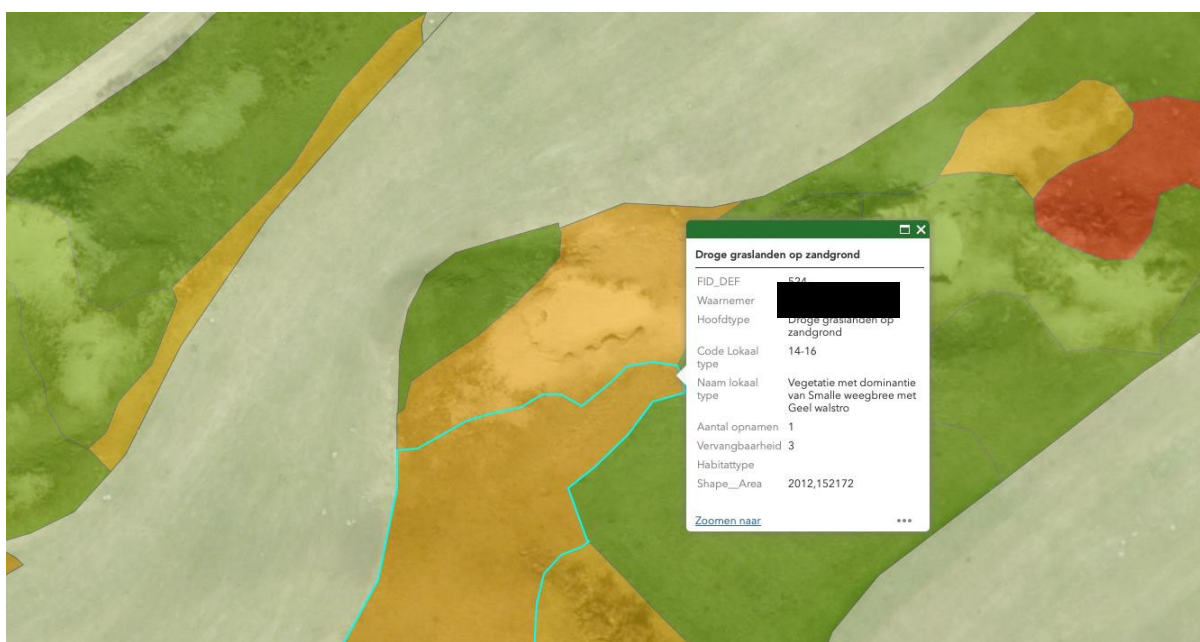 Droge graslanden op zandgrond
FID_DEF 524
Waarnemer
Hoofdtype Droge graslanden op
zandgrond
Code Lokaal 14-16
type
Naam lokaal Vegetatie met dominantie
type van Smalle weegbree met
Geel walstro
Aantal opnamen 1
Vervangbaarheid 3
Habitattype
Shape__Area 2012,152172
Zoomen naar